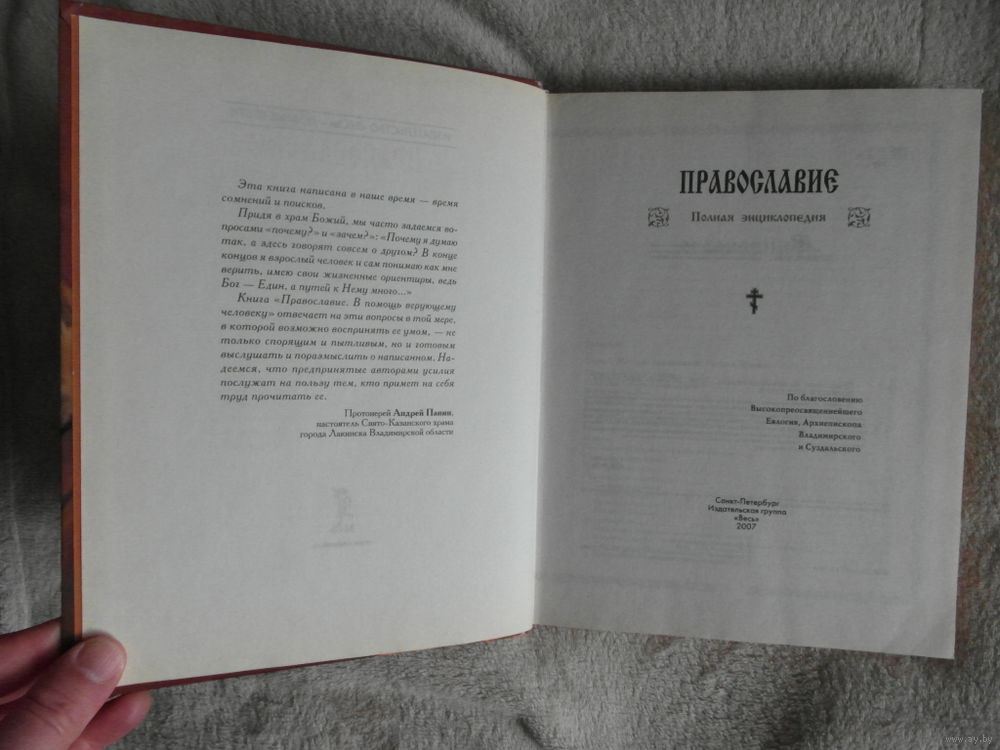 Эта книга написана в наше время — время
сомнений и поисков.
Придя в храм Божий, мы часто задаемся во-
просами «почему?» и «зачем?»: «Почему я думаю
так, а здесь говорят совсем о другом? В конце
концов я взрослый человек и сам понимаю как мне
верить, имею свои жизненные ориентиры, ведь
Бог — Един, а путей к Нему много...»
Книга «Православие. В помощь верующему
человеку» отвечает на эти вопросы в той мере,
в которой возможно воспринять ее умом, — не
только спорящим и пытливым, но и готовым
выслушать и поразмыслить о написанном. На-
деемся, что предпринятые авторами усилия
послужат на пользу тем, кто примет на себя
труд прочитать ее.
Протоиерей Андрей Панин,
настоятель Свято-Казанского храма
города Лакинска Владимирской области
ПРАВОСЛАВИЕ
Полная энциклопедия
По благословению
Высокопреосвященнейшего
Евлогия, Архиепископа
Владимирского
и Суздальского
Санкт-Петербург
Издательская группа
«Весь»
2007
www.ay.by